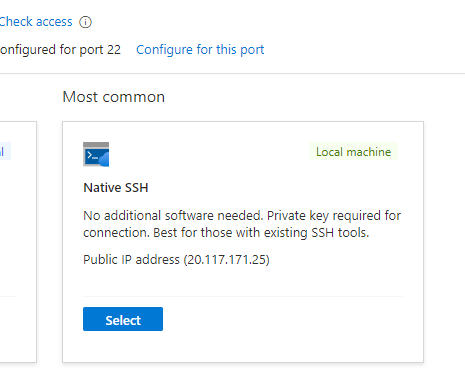 Check access
onfigured for port 22 Configure for this port
Most common
al
Local machine
Native SSH
No additional software needed. Private key required for
connection. Best for those with existing SSH tools.
Public IP address (20.117.171.25)
Select